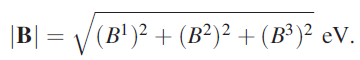 |B| = √((B¹)² + (B²)² + (B³)²) eV.